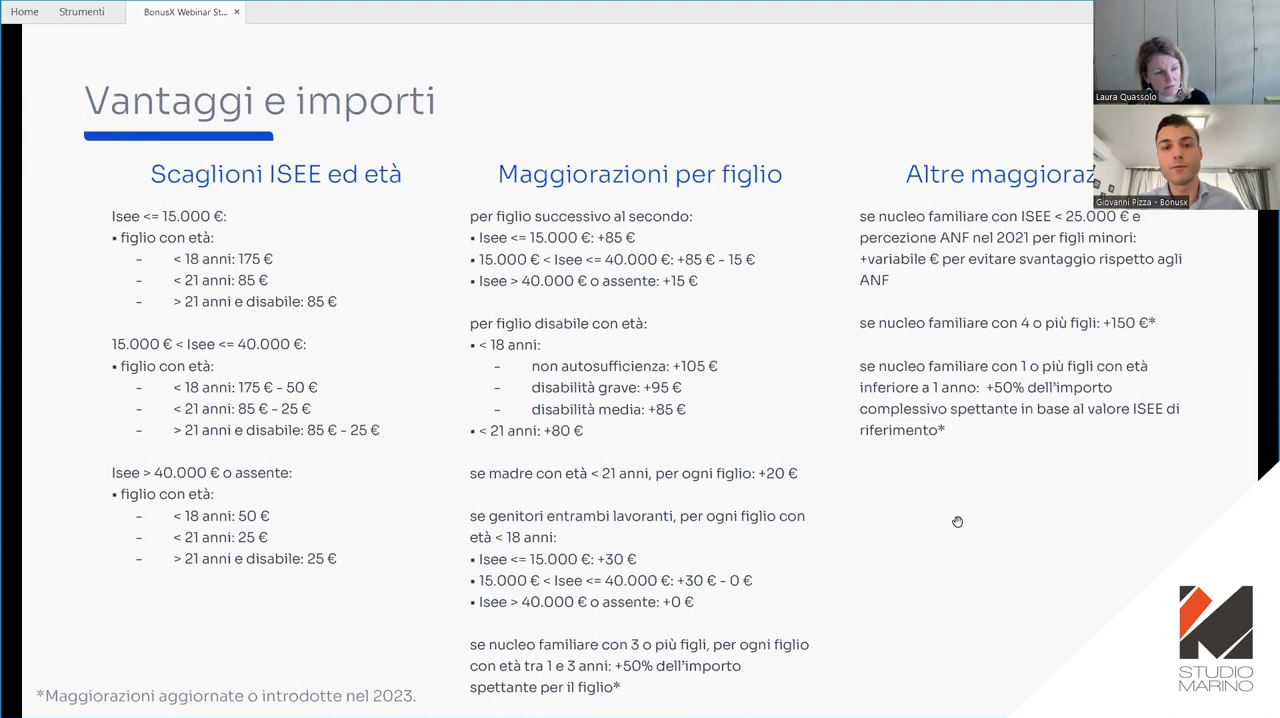 Home
Strumenti
BonusX Webinar St...
×
Laura Quassolo
Giovanni Pizza - Bonusx
Vantaggi e importi
Scaglioni ISEE ed età
Isee <= 15.000 €:
▪ figlio con età:
- < 18 anni: 175 €
- < 21 anni: 85 €
- > 21 anni e disabile: 85 €
15.000 € < Isee <= 40.000 €:
▪ figlio con età:
- < 18 anni: 175 € - 50 €
- < 21 anni: 85 € - 25 €
- > 21 anni e disabile: 85 € - 25 €
Isee > 40.000 € o assente:
▪ figlio con età:
- < 18 anni: 50 €
- < 21 anni: 25 €
- > 21 anni e disabile: 25 €
Maggiorazioni per figlio
per figlio successivo al secondo:
▪ Isee <= 15.000 €: +85 €
▪ 15.000 € < Isee <= 40.000 €: +85 € - 15 €
▪ Isee > 40.000 € o assente: +15 €
per figlio disabile con età:
▪ < 18 anni:
- non autosufficienza: +105 €
- disabilità grave: +95 €
- disabilità media: +85 €
▪ < 21 anni: +80 €
se madre con età < 21 anni, per ogni figlio: +20 €
se genitori entrambi lavoranti, per ogni figlio con
età < 18 anni:
▪ Isee <= 15.000 €: +30 €
▪ 15.000 € < Isee <= 40.000 €: +30 € - 0 €
▪ Isee > 40.000 € o assente: +0 €
se nucleo familiare con 3 o più figli, per ogni figlio
con età tra 1 e 3 anni: +50% dell'importo
spettante per il figlio*
Altre maggioraz
se nucleo familiare con ISEE < 25.000 € e
percezione ANF nel 2021 per figli minori:
+variabile € per evitare svantaggio rispetto agli
ANF
se nucleo familiare con 4 o più figli: +150 €*
se nucleo familiare con 1 o più figli con età
inferiore a 1 anno: +50% dell'importo
complessivo spettante in base al valore ISEE di
riferimento*
*Maggiorazioni aggiornate o introdotte nel 2023.
STUDIO
MARINO